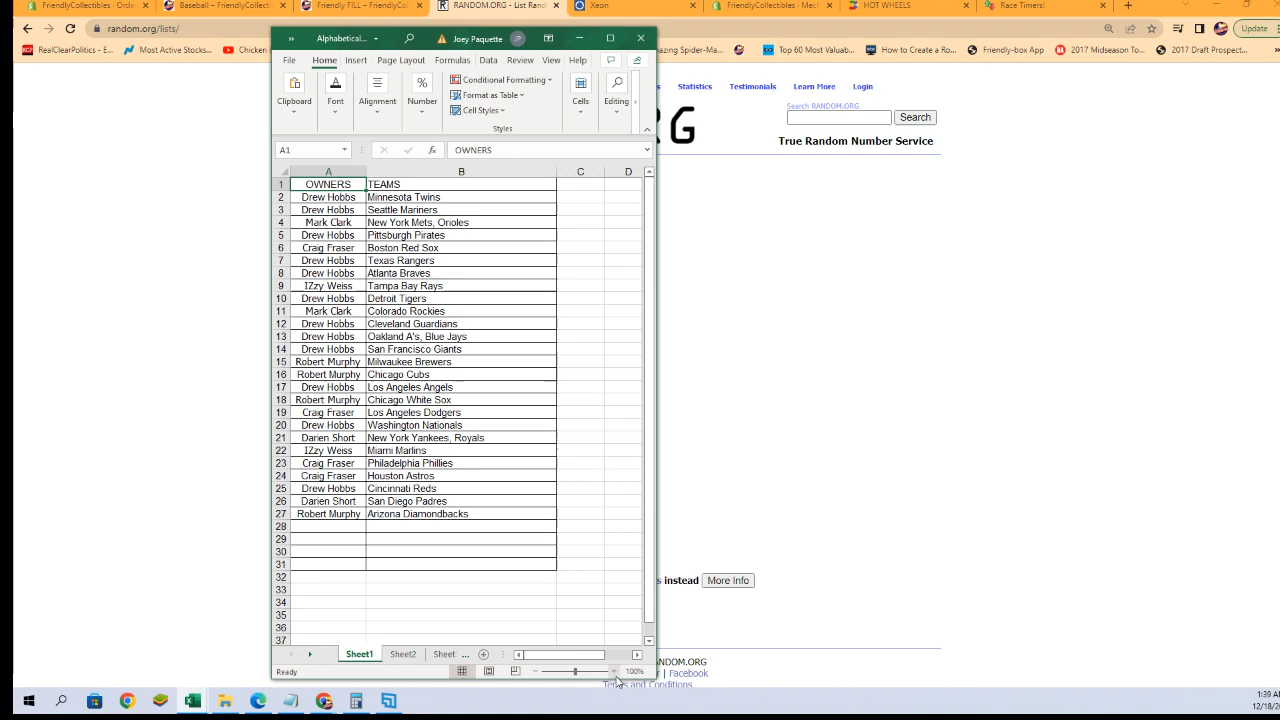 FriendlyCollectibles - Order
Baseball – FriendlyCollectib
Friendly FILL – FriendlyCollect
RANDOM.ORG - List Rand
Xeon
FriendlyCollectibles - Mech
HOT WHEELS
Race Timers!
random.org/lists/
Update
RealClearPolitics - E...
Most Active Stocks...
Chicken
mazing Spider-Ma...
Top 60 Most Valuab...
How to Create a Ro...
Friendly-box App
2017 Midseason To...
2017 Draft Prospect...
Alphabetical...
Joey Paquette
JP
File
Home
Insert
Page Layout
Formulas
Data
Review
View
Help
Clipboard
Font
Alignment
Number
Conditional Formatting
Format as Table
Cell Styles
Styles
Cells
Editing
A1
OWNERS
A B C D
1 OWNERS TEAMS
2 Drew Hobbs Minnesota Twins
3 Drew Hobbs Seattle Mariners
4 Mark Clark New York Mets, Orioles
5 Drew Hobbs Pittsburgh Pirates
6 Craig Fraser Boston Red Sox
7 Drew Hobbs Texas Rangers
8 Drew Hobbs Atlanta Braves
9 IZzy Weiss Tampa Bay Rays
10 Drew Hobbs Detroit Tigers
11 Mark Clark Colorado Rockies
12 Drew Hobbs Cleveland Guardians
13 Drew Hobbs Oakland A's, Blue Jays
14 Drew Hobbs San Francisco Giants
15 Robert Murphy Milwaukee Brewers
16 Robert Murphy Chicago Cubs
17 Drew Hobbs Los Angeles Angels
18 Robert Murphy Chicago White Sox
19 Craig Fraser Los Angeles Dodgers
20 Drew Hobbs Washington Nationals
21 Darien Short New York Yankees, Royals
22 IZzy Weiss Miami Marlins
23 Craig Fraser Philadelphia Phillies
24 Craig Fraser Houston Astros
25 Drew Hobbs Cincinnati Reds
26 Darien Short San Diego Padres
27 Robert Murphy Arizona Diamondbacks
28
29
30
31
32
33
34
35
36
37
Sheet1
Sheet2
Sheet: ...
Ready
100%
s
Statistics
Testimonials
Learn More
Login
Search RANDOM.ORG
Search
RG
True Random Number Service
instead
More Info
DOM.ORG
| Facebook
Terms and Conditions
1:39 A
12/18/2